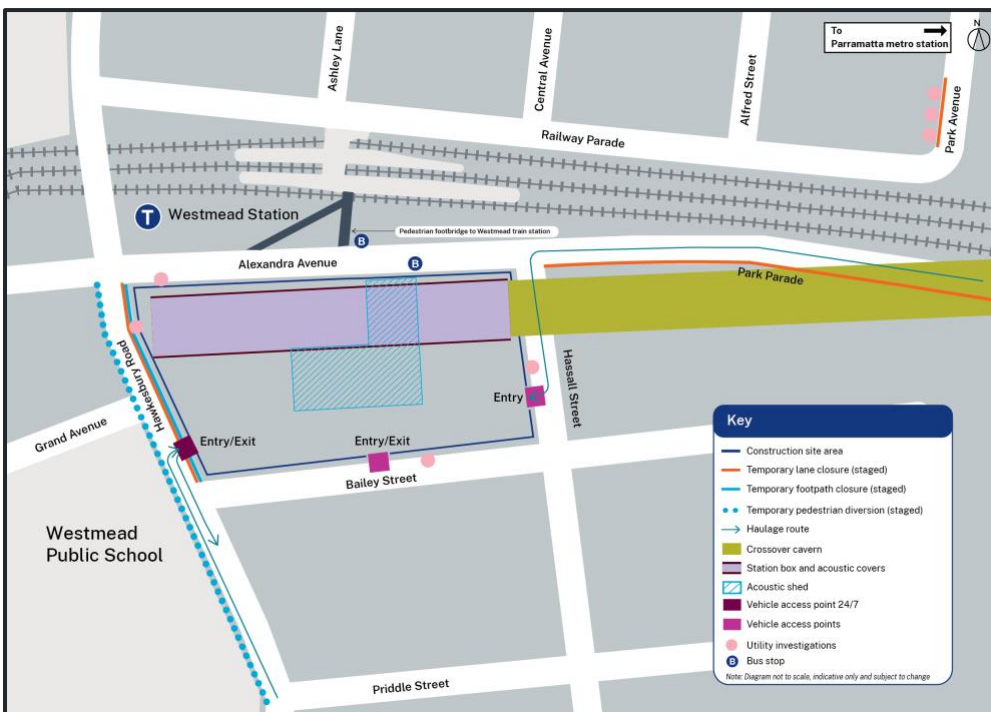 To
Parramatta metro station
N
Ashley Lane
Central Avenue
Alfred Street
Park Avenue
Railway Parade
T Westmead Station
Pedestrian footbridge to Westmead train station
B
B
Alexandra Avenue
Park Parade
Hawkesbury Road
Hassall Street
Grand Avenue
Entry
Entry/Exit
Entry/Exit
Bailey Street
Westmead
Public School
Priddle Street
Key
Construction site area
Temporary lane closure (staged)
Temporary footpath closure (staged)
Temporary pedestrian diversion (staged)
Haulage route
Crossover cavern
Station box and acoustic covers
Acoustic shed
Vehicle access point 24/7
Vehicle access points
Utility investigations
B Bus stop
Note: Diagram not to scale, indicative only and subject to change